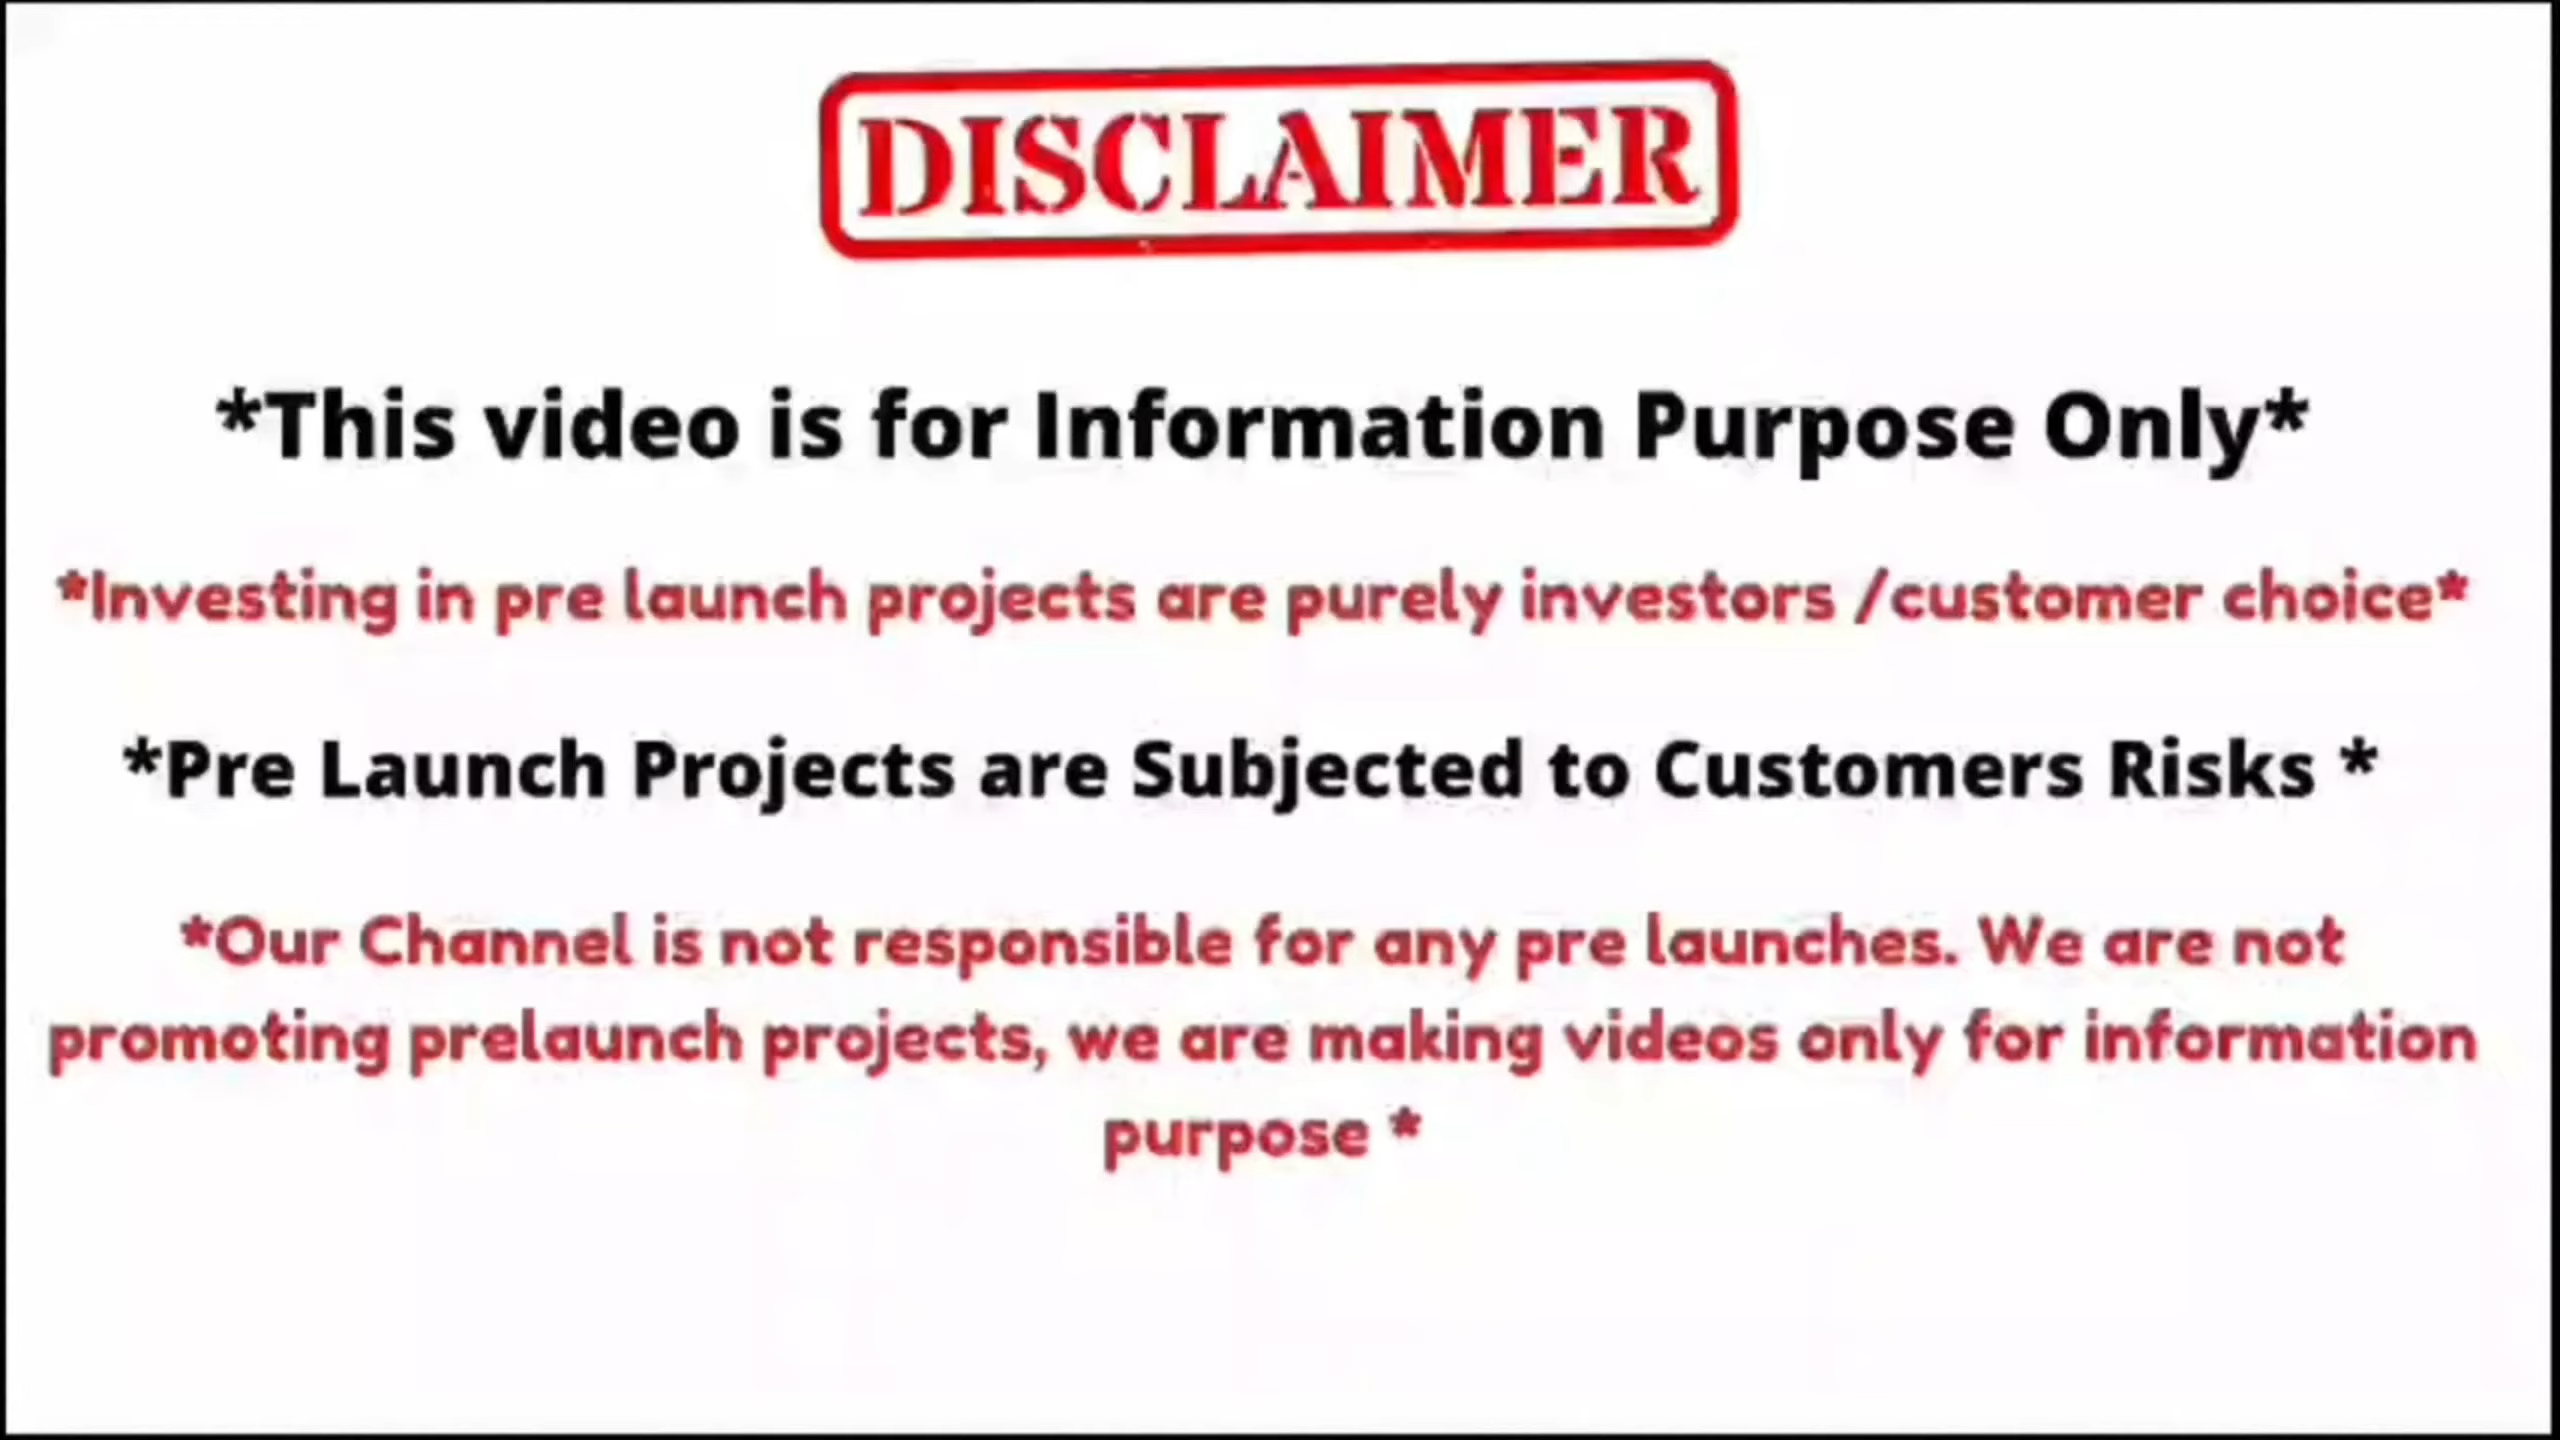 DISCLAIMER
*This video is for Information Purpose Only*
*Investing in pre launch projects are purely investors /customer choice*
*Pre Launch Projects are Subjected to Customers Risks *
*Our Channel is not responsible for any pre launches. We are not
promoting prelaunch projects, we are making videos only for information
purpose *